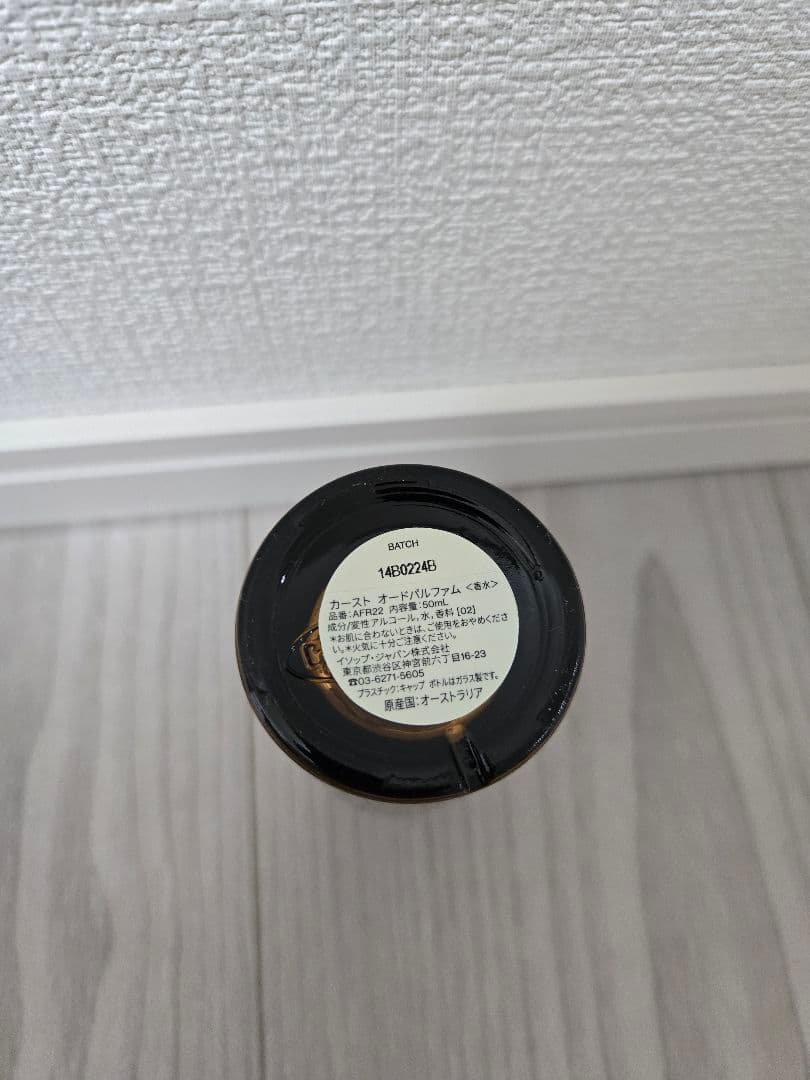 BATCH
14B0224B
カースト オードパルファム <香水>
品番:AFR22 内容量:50mL
成分/変性アルコール,水,香料 [02]
*お肌に合わないときは、ご使用をおやめくださ
い。*火気に十分ご注意ください。
イソップ・ジャパン株式会社
東京都渋谷区神宮前六丁目16-23
☎03-6271-5605
プラスチック:キャップ ボトルはガラス製です。
原産国:オーストラリア